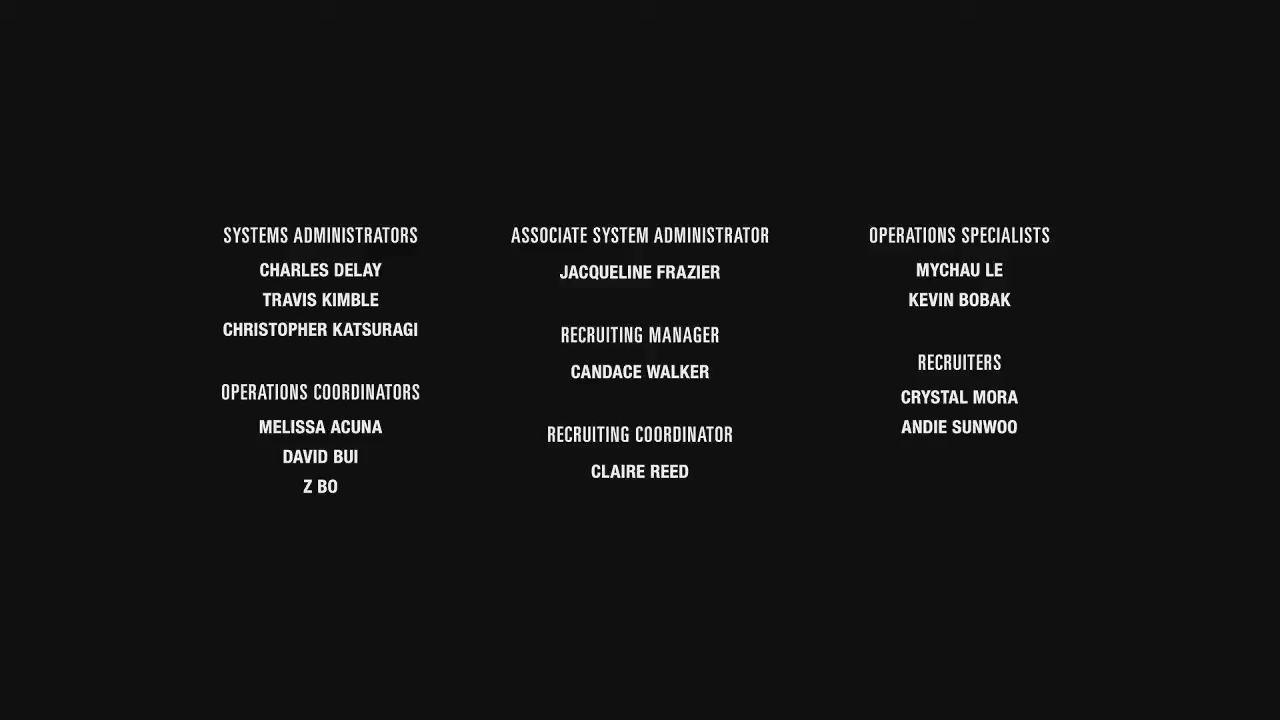 SYSTEMS ADMINISTRATORS
CHARLES DELAY
TRAVIS KIMBLE
CHRISTOPHER KATSURAGI
OPERATIONS COORDINATORS
MELISSA ACUNA
DAVID BUI
Z BO
ASSOCIATE SYSTEM ADMINISTRATOR
JACQUELINE FRAZIER
RECRUITING MANAGER
CANDACE WALKER
RECRUITING COORDINATOR
CLAIRE REED
OPERATIONS SPECIALISTS
MYCHAU LE
KEVIN BOBAK
RECRUITERS
CRYSTAL MORA
ANDIE SUNWOO